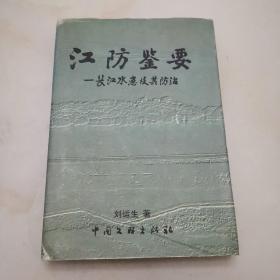 江防鉴要
—长江水患及其防治
刘运生 著
中国文联出版社